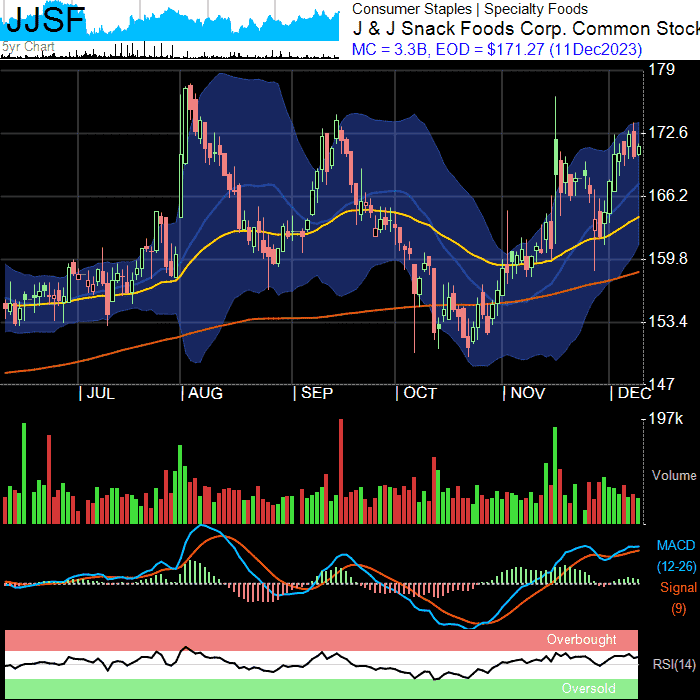 JJSF
5yr Chart
Consumer Staples | Specialty Foods
J & J Snack Foods Corp. Common Stock
MC = 3.3B, EOD = $171.27 (11Dec2023)
179
172.6
166.2
159.8
153.4
147
| JUL
| AUG
| SEP
| OCT
| NOV
| DEC
197k
Volume
MACD
(12-26)
Signal
(9)
Overbought
RSI(14)
Oversold